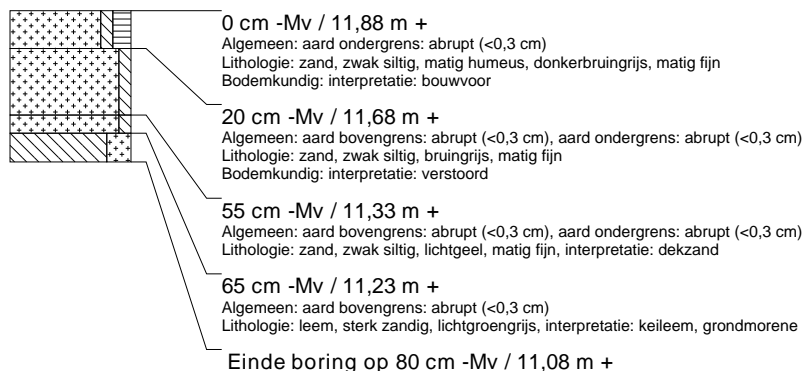 0 cm -Mv / 11,88 m +
Algemeen: aard ondergrens: abrupt (<0,3 cm)
Lithologie: zand, zwak siltig, matig humeus, donkerbruingrijs, matig fijn
Bodemkundig: interpretatie: bouwvoor
20 cm -Mv / 11,68 m +
Algemeen: aard bovengrens: abrupt (<0,3 cm), aard ondergrens: abrupt (<0,3 cm)
Lithologie: zand, zwak siltig, bruingrijs, matig fijn
Bodemkundig: interpretatie: verstoord
55 cm -Mv / 11,33 m +
Algemeen: aard bovengrens: abrupt (<0,3 cm), aard ondergrens: abrupt (<0,3 cm)
Lithologie: zand, zwak siltig, lichtgeel, matig fijn, interpretatie: dekzand
65 cm -Mv / 11,23 m +
Algemeen: aard bovengrens: abrupt (<0,3 cm)
Lithologie: leem, sterk zandig, lichtgroengrijs, interpretatie: keileem, grondmorene
Einde boring op 80 cm -Mv / 11,08 m +